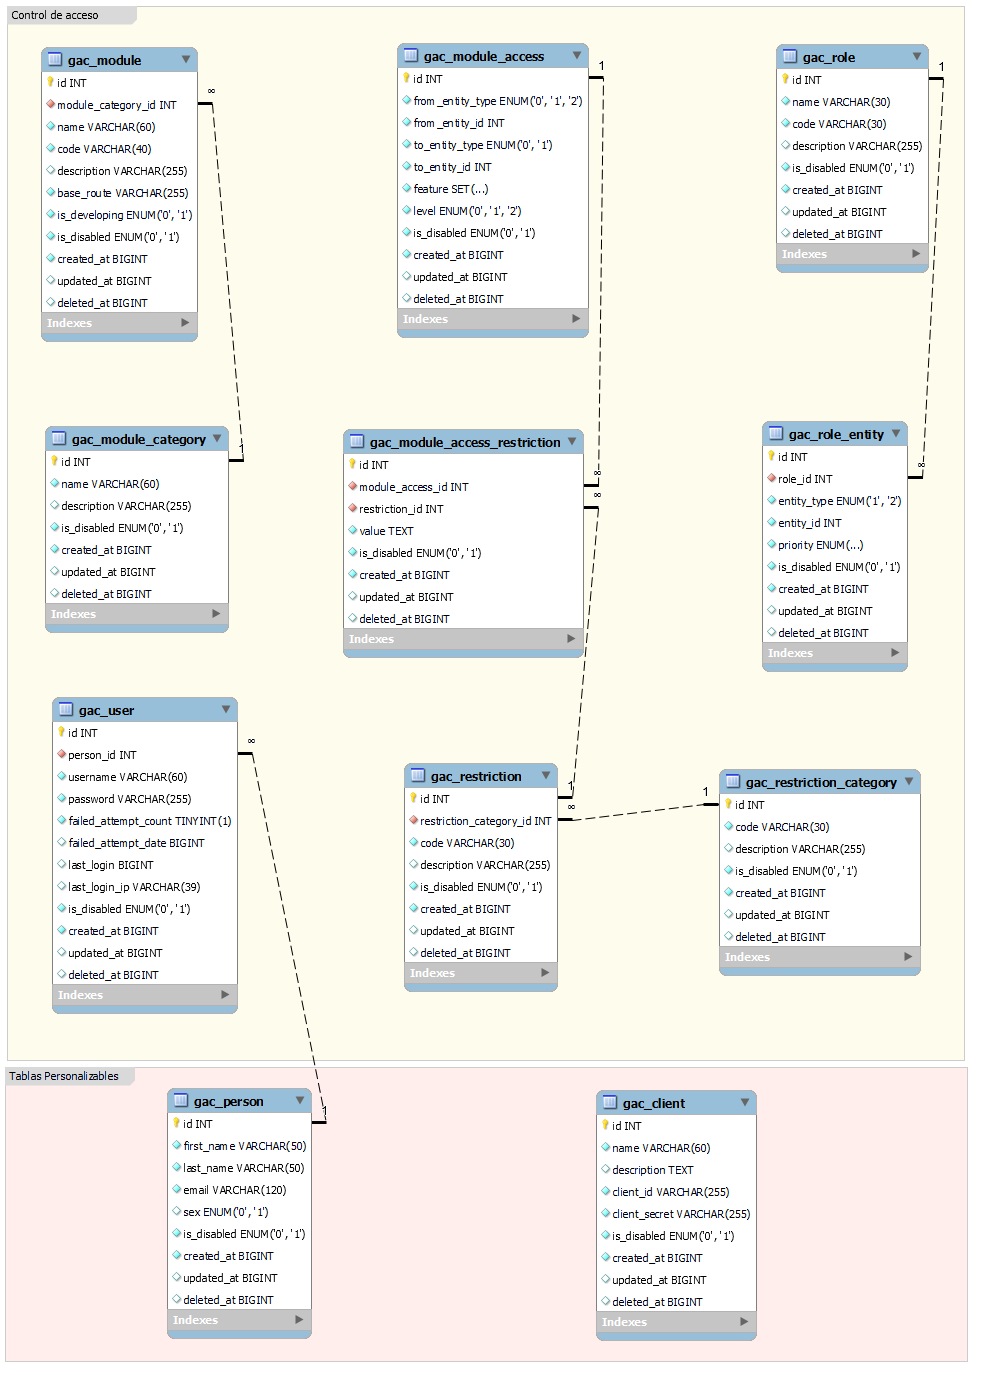 Control de acceso
gac_module
id INT
module_category_id INT
name VARCHAR(60)
code VARCHAR(40)
description VARCHAR(255)
base_route VARCHAR(255)
is_developing ENUM('0', '1')
is_disabled ENUM('0', '1')
created_at BIGINT
updated_at BIGINT
deleted_at BIGINT
Indexes
∞
1
gac_module_access
id INT
from_entity_type ENUM('0', '1', '2')
from_entity_id INT
to_entity_type ENUM('0', '1')
to_entity_id INT
feature SET(...)
level ENUM('0', '1', '2')
is_disabled ENUM('0', '1')
created_at BIGINT
updated_at BIGINT
deleted_at BIGINT
Indexes
1
∞
gac_role
id INT
name VARCHAR(30)
code VARCHAR(30)
description VARCHAR(255)
is_disabled ENUM('0', '1')
created_at BIGINT
updated_at BIGINT
deleted_at BIGINT
Indexes
1
∞
gac_module_category
id INT
name VARCHAR(60)
description VARCHAR(255)
is_disabled ENUM('0', '1')
created_at BIGINT
updated_at BIGINT
deleted_at BIGINT
Indexes
gac_module_access_restriction
id INT
module_access_id INT
restriction_id INT
value TEXT
is_disabled ENUM('0', '1')
created_at BIGINT
updated_at BIGINT
deleted_at BIGINT
Indexes
∞
1
gac_role_entity
id INT
role_id INT
entity_type ENUM('1', '2')
entity_id INT
priority ENUM(...)
is_disabled ENUM('0', '1')
created_at BIGINT
updated_at BIGINT
deleted_at BIGINT
Indexes
gac_user
id INT
person_id INT
username VARCHAR(60)
password VARCHAR(255)
failed_attempt_count TINYINT(1)
failed_attempt_date BIGINT
last_login BIGINT
last_login_ip VARCHAR(39)
is_disabled ENUM('0', '1')
created_at BIGINT
updated_at BIGINT
deleted_at BIGINT
Indexes
∞
1
gac_restriction
id INT
restriction_category_id INT
code VARCHAR(30)
description VARCHAR(255)
is_disabled ENUM('0', '1')
created_at BIGINT
updated_at BIGINT
deleted_at BIGINT
Indexes
∞
1
gac_restriction_category
id INT
code VARCHAR(30)
description VARCHAR(255)
is_disabled ENUM('0', '1')
created_at BIGINT
updated_at BIGINT
deleted_at BIGINT
Indexes
Tablas Personalizables
gac_person
id INT
first_name VARCHAR(50)
last_name VARCHAR(50)
email VARCHAR(120)
sex ENUM('0', '1')
is_disabled ENUM('0', '1')
created_at BIGINT
updated_at BIGINT
deleted_at BIGINT
Indexes
gac_client
id INT
name VARCHAR(60)
description TEXT
client_id VARCHAR(255)
client_secret VARCHAR(255)
is_disabled ENUM('0', '1')
created_at BIGINT
updated_at BIGINT
deleted_at BIGINT
Indexes